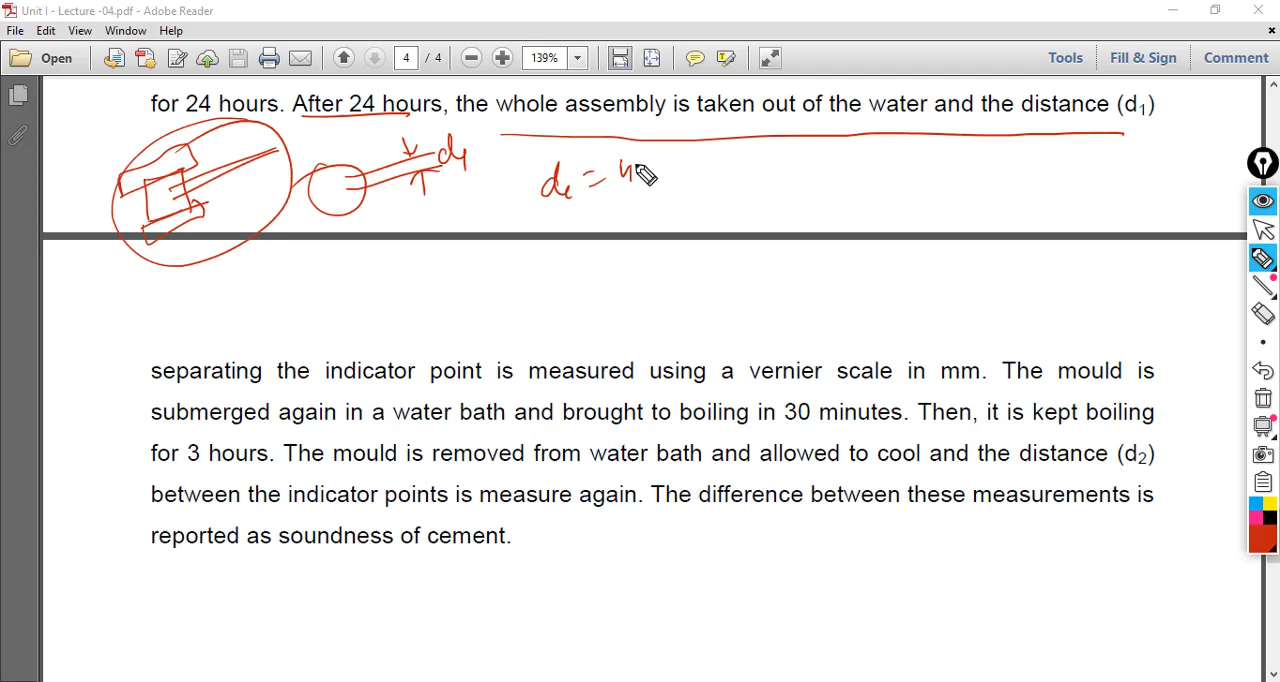 Unit I - Lecture -04.pdf - Adobe Reader
File Edit View Window Help
Open 4 / 4 139% Tools Fill & Sign Comment
for 24 hours. After 24 hours, the whole assembly is taken out of the water and the distance (d₁)
d₁
d₁ = 4
separating the indicator point is measured using a vernier scale in mm. The mould is
submerged again in a water bath and brought to boiling in 30 minutes. Then, it is kept boiling
for 3 hours. The mould is removed from water bath and allowed to cool and the distance (d₂)
between the indicator points is measure again. The difference between these measurements is
reported as soundness of cement.